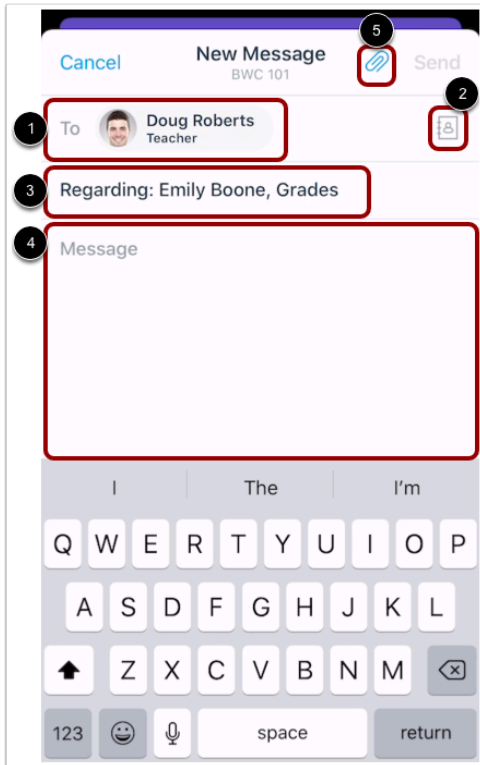 5
Cancel New Message Send
BWC 101
2
1 To Doug Roberts
Teacher
3 Regarding: Emily Boone, Grades
4 Message
I The I'm
Q W E R T Y U I O P
A S D F G H J K L
Z X C V B N M
123 space return